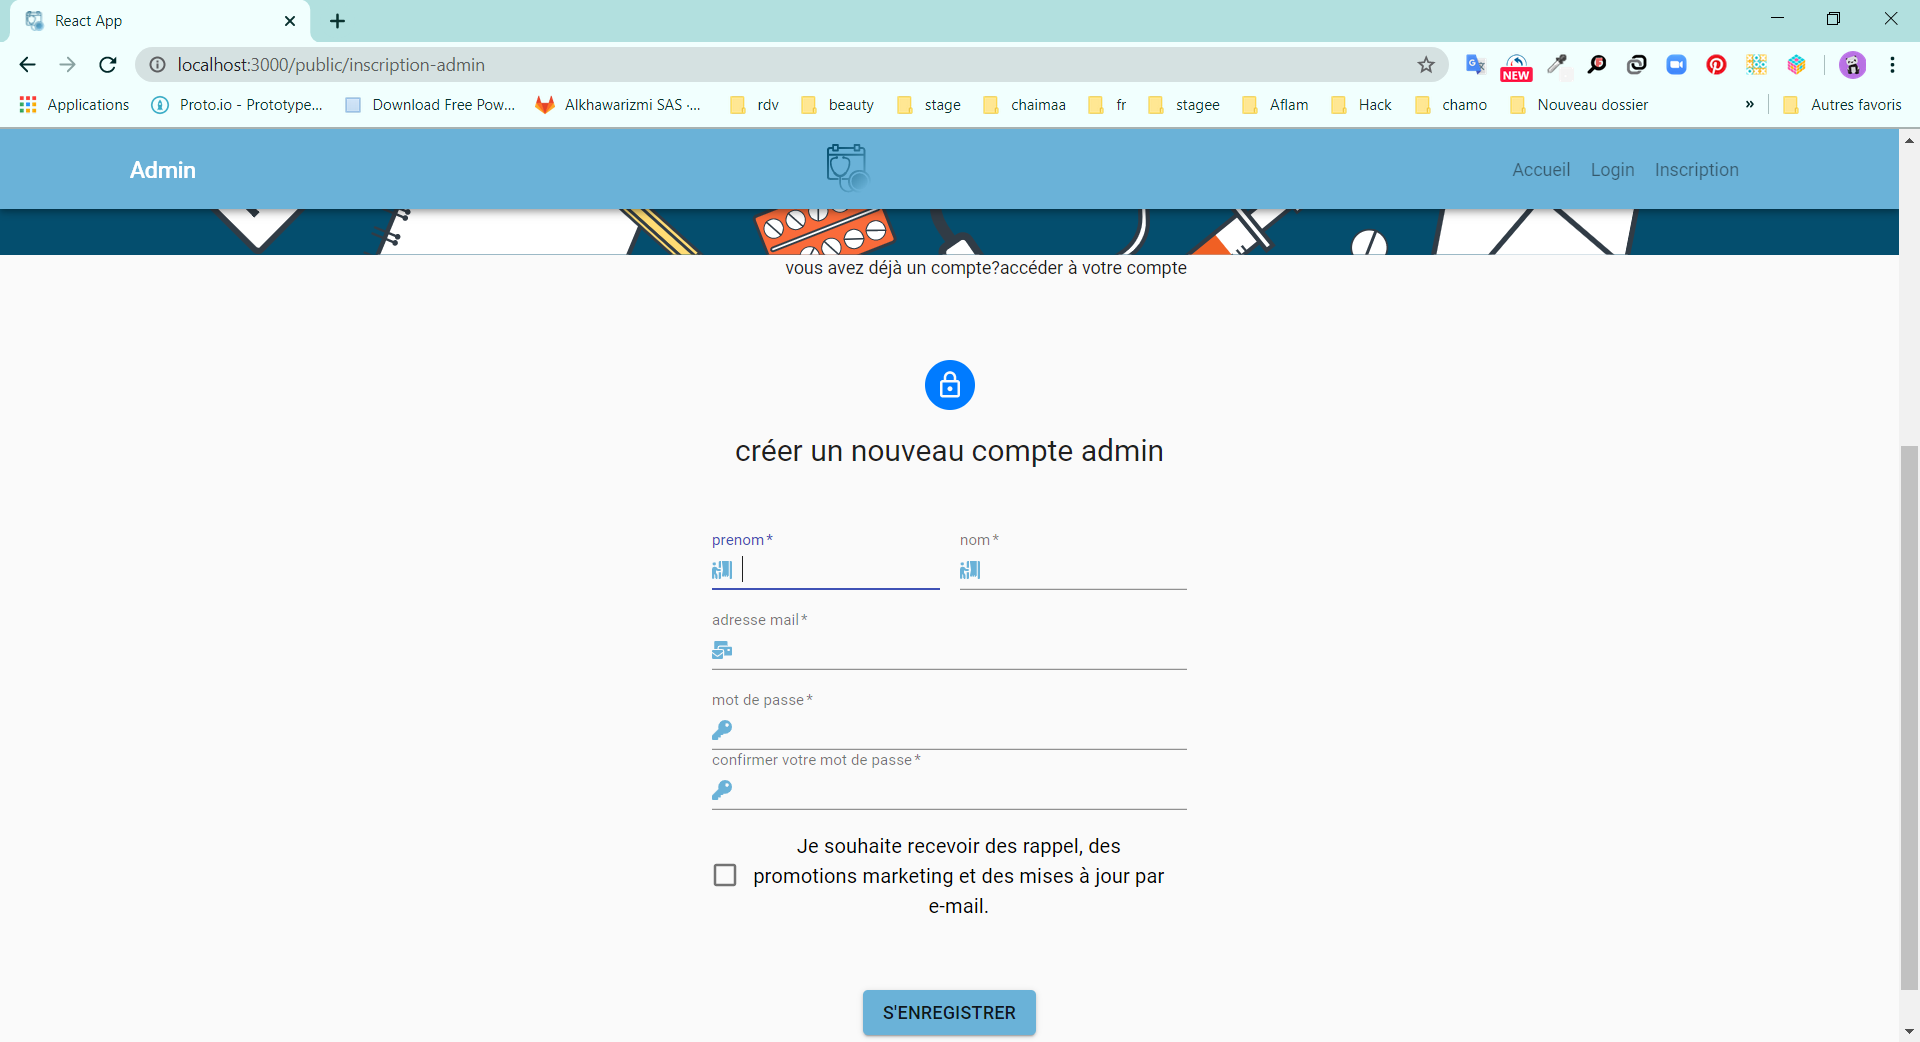 React App
localhost:3000/public/inscription-admin
NEW
Applications Proto.io - Prototype... Download Free Pow... Alkhawarizmi SAS ·... rdv beauty stage chaimaa fr stagee Aflam Hack chamo Nouveau dossier » Autres favoris
Admin Accueil Login Inscription
vous avez déjà un compte?accéder à votre compte
créer un nouveau compte admin
prenom * nom *
adresse mail *
mot de passe *
confirmer votre mot de passe *
Je souhaite recevoir des rappel, des
promotions marketing et des mises à jour par
e-mail.
S'ENREGISTRER